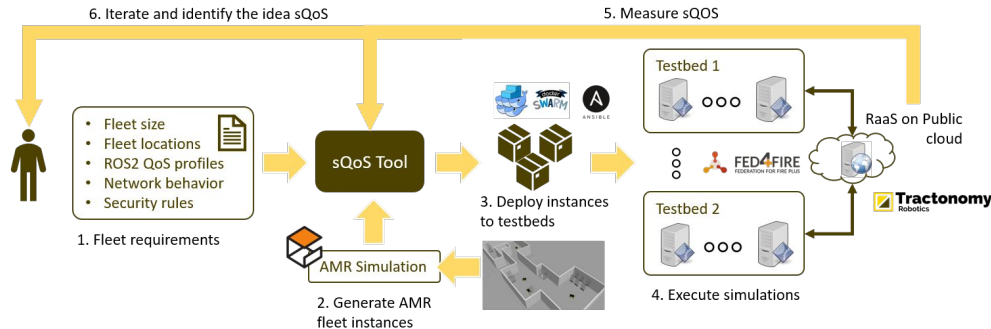 6. Iterate and identify the idea sQoS
5. Measure sQOS
• Fleet size
• Fleet locations
• ROS2 QoS profiles
• Network behavior
• Security rules
1. Fleet requirements
sQoS Tool
AMR Simulation
2. Generate AMR
fleet instances
docker
SWARM
ANSIBLE
3. Deploy instances
to testbeds
Testbed 1
FED4FIRE
FEDERATION FOR FIRE PLUS
Testbed 2
4. Execute simulations
RaaS on Public
cloud
Tractonomy
Robotics